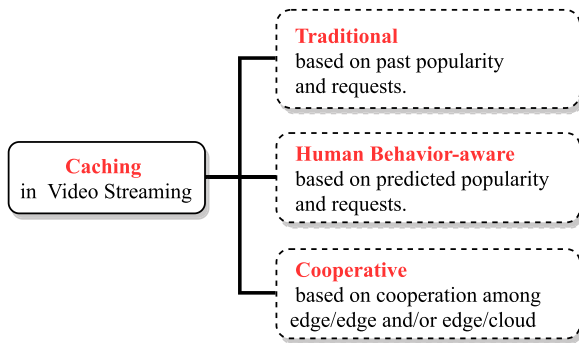 Traditional
based on past popularity
and requests.
Caching
in Video Streaming
Human Behavior-aware
based on predicted popularity
and requests.
Cooperative
based on cooperation among
edge/edge and/or edge/cloud